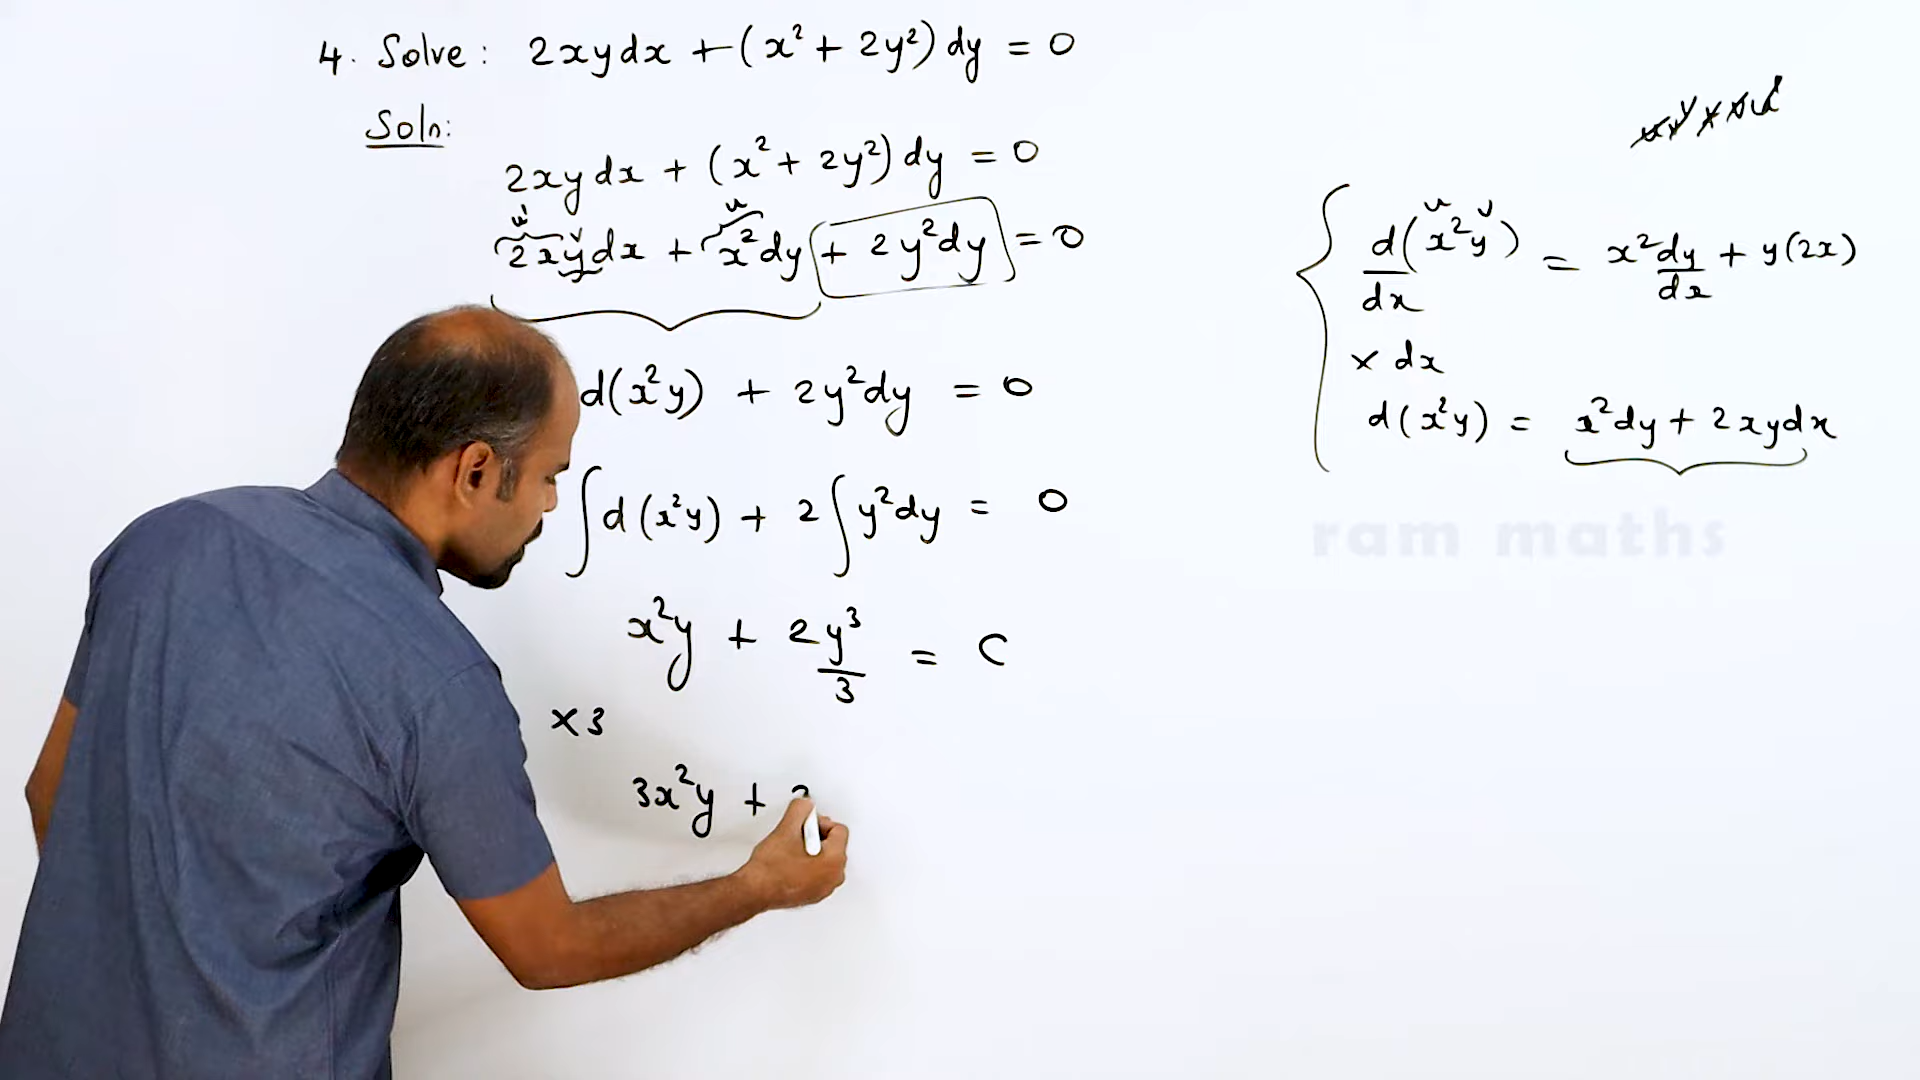 4. Solve: 2xydx + (x² + 2y²) dy = 0
Soln:
2xydx + (x² + 2y²) dy = 0
u' v u
2xydx + x²dy + 2y²dy = 0
d(x²y) + 2y²dy = 0
∫d(x²y) + 2∫y²dy = 0
x²y + 2y³/3 = C
×3
3x²y + 2
u v
d/dx (x²y) = x²dy/dx + y(2x)
× dx
d(x²y) = x²dy + 2xydx
ram maths